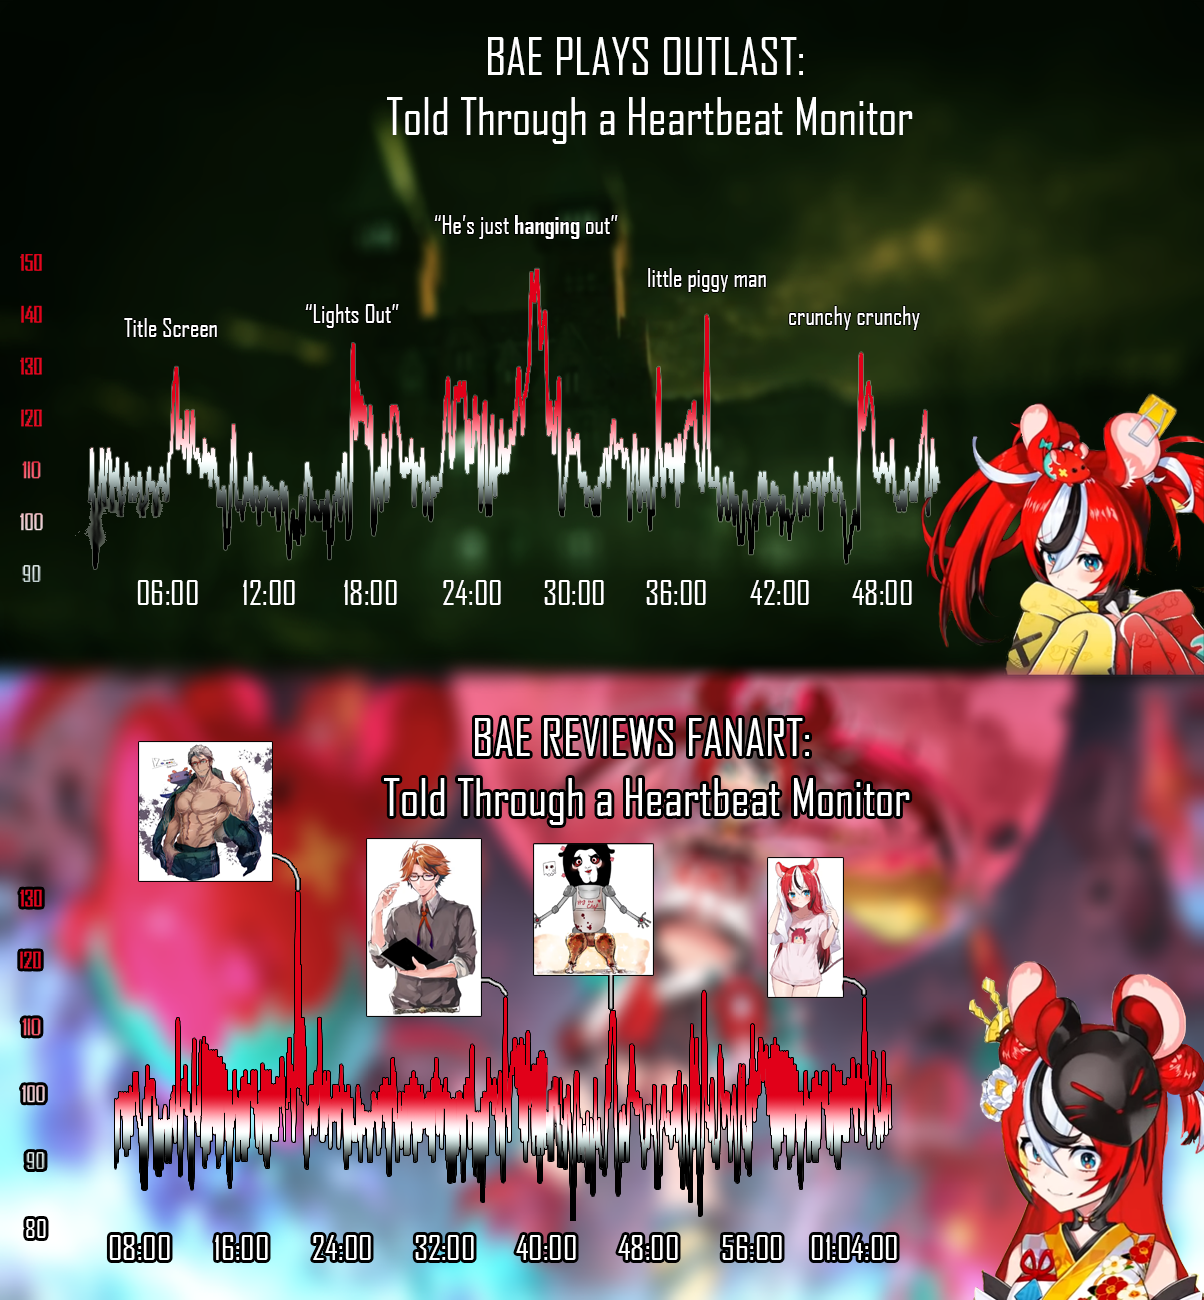 BAE PLAYS OUTLAST:
Told Through a Heartbeat Monitor
"He's just hanging out"
little piggy man
"Lights Out"
crunchy crunchy
Title Screen
150
140
130
120
110
100
90
06:00 12:00 18:00 24:00 30:00 36:00 42:00 48:00
BAE REVIEWS FANART:
Told Through a Heartbeat Monitor
130
120
110
100
90
80
08:00 16:00 24:00 32:00 40:00 48:00 56:00 01:04:00